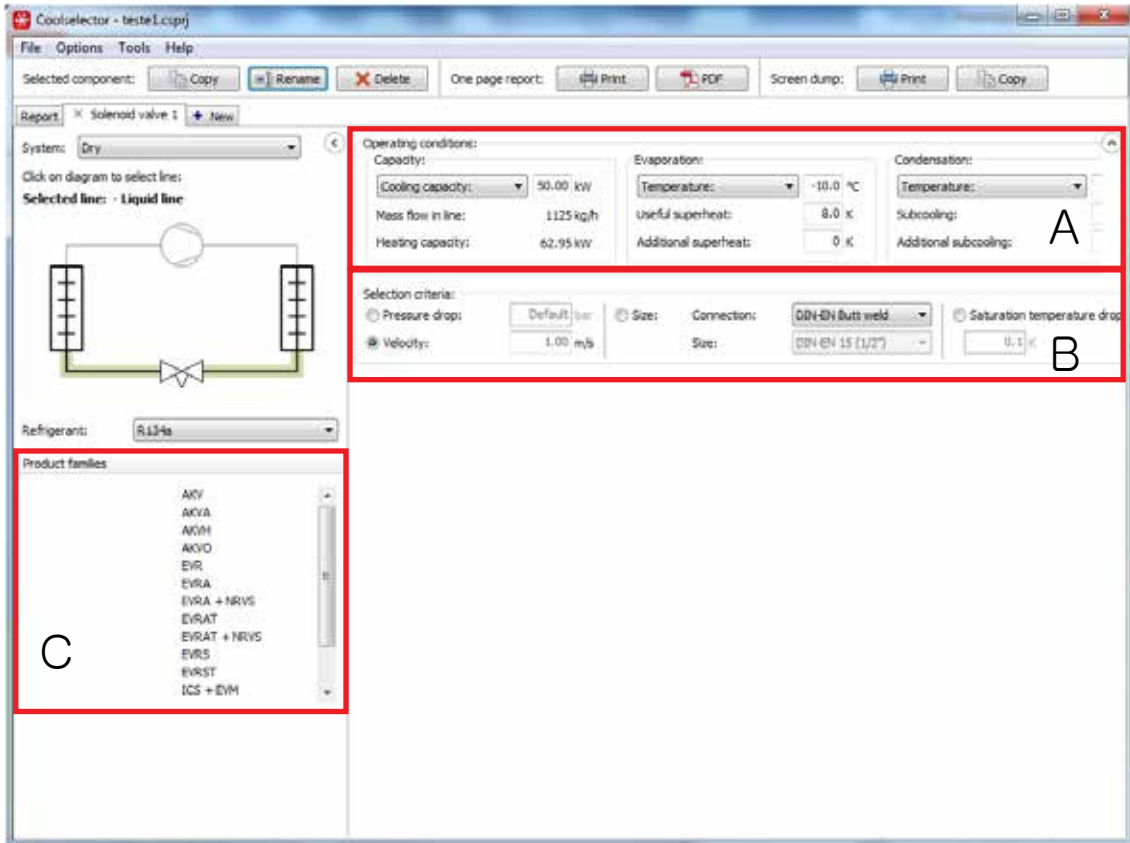 Coolselector - teste1.csprj
File Options Tools Help
Selected component: Copy Rename Delete One page report: Print PDF Screen dump: Print Copy
Report Solenoid valve 1 New
System: Dry
Click on diagram to select line:
Selected line: - Liquid line
Refrigerant: R134a
Product families
AKV
AKVA
AKVH
AKVO
EVR
EVRA
EVRA + NRVS
EVRAT
EVRAT + NRVS
EVRS
EVRST
ICS + EVM
C
Operating conditions:
Capacity: Evaporation: Condensation:
Cooling capacity: 50.00 kW Temperature: -10.0 °C Temperature:
Mass flow in line: 1125 kg/h Useful superheat: 8.0 K Subcooling:
Heating capacity: 62.95 kW Additional superheat: 0 K Additional subcooling:
A
Selection criteria:
Pressure drop: Default bar Size: Connection: DIN-EN Butt weld Saturation temperature drop
Velocity: 1.00 m/s Size: DIN-EN 15 (1/2") 0.1 K
B